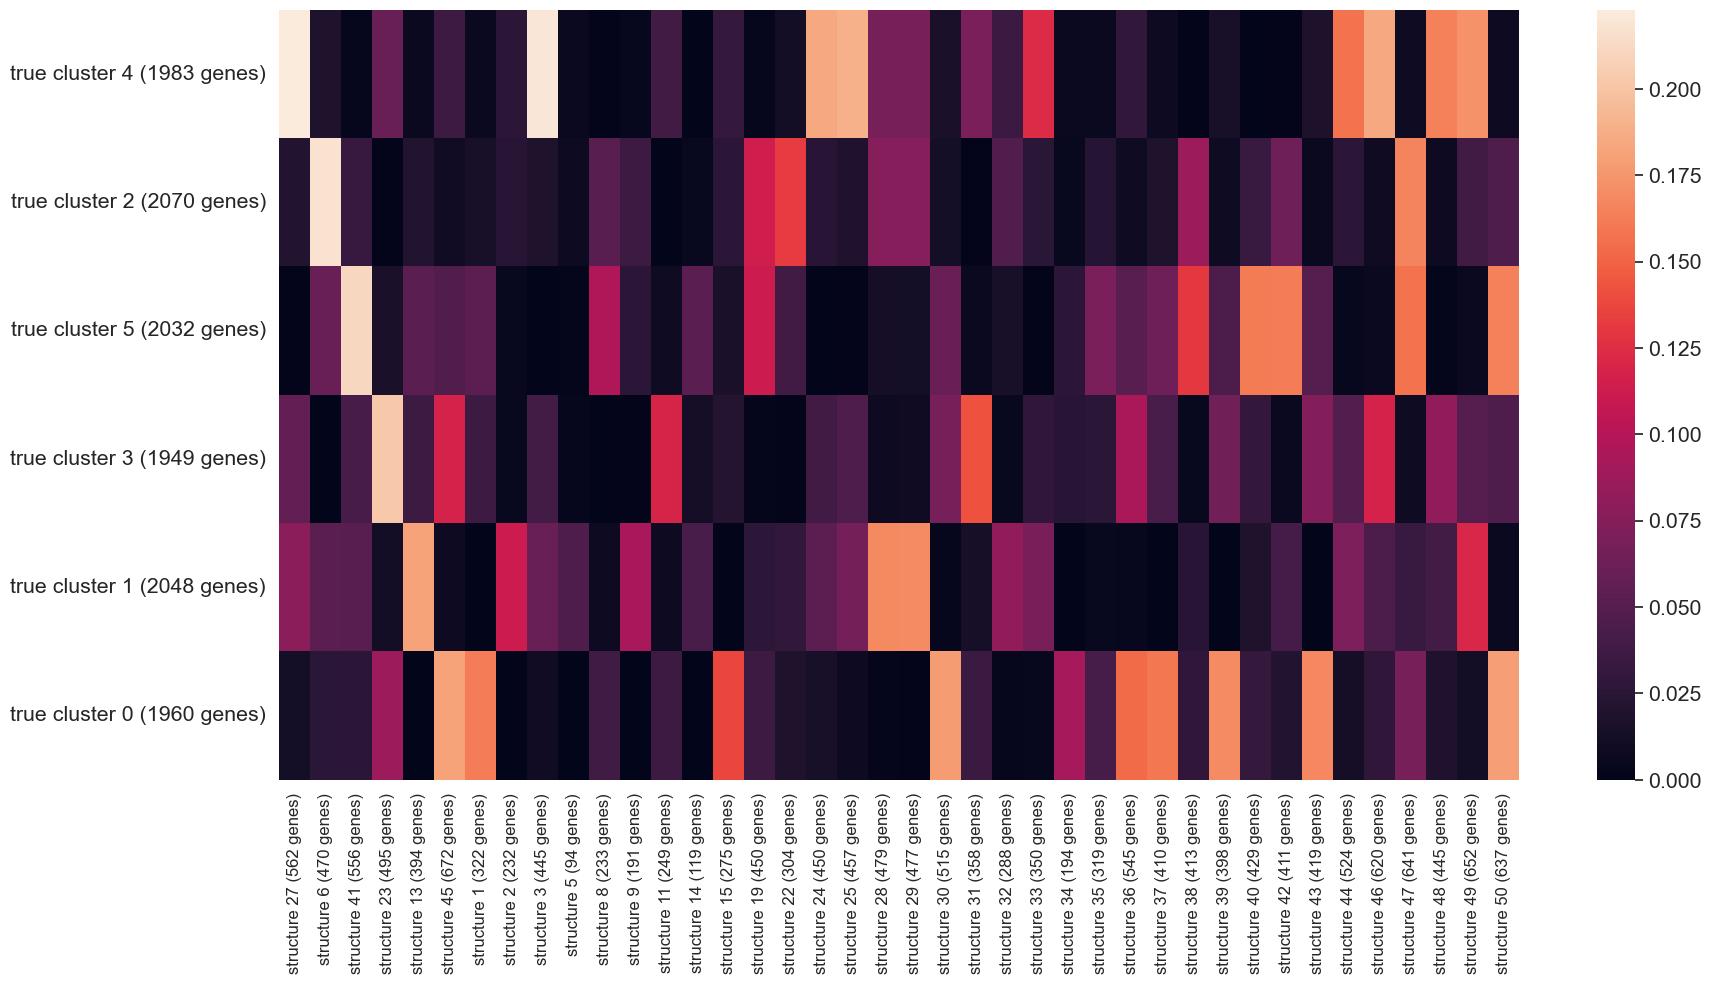 true cluster 4 (1983 genes)
true cluster 2 (2070 genes)
true cluster 5 (2032 genes)
true cluster 3 (1949 genes)
true cluster 1 (2048 genes)
true cluster 0 (1960 genes)
structure 27 (562 genes)
structure 6 (470 genes)
structure 41 (556 genes)
structure 23 (495 genes)
structure 13 (394 genes)
structure 45 (672 genes)
structure 1 (322 genes)
structure 2 (232 genes)
structure 3 (445 genes)
structure 5 (94 genes)
structure 8 (233 genes)
structure 9 (191 genes)
structure 11 (249 genes)
structure 14 (119 genes)
structure 15 (275 genes)
structure 19 (450 genes)
structure 22 (304 genes)
structure 24 (450 genes)
structure 25 (457 genes)
structure 28 (479 genes)
structure 29 (477 genes)
structure 30 (515 genes)
structure 31 (358 genes)
structure 32 (288 genes)
structure 33 (350 genes)
structure 34 (194 genes)
structure 35 (319 genes)
structure 36 (545 genes)
structure 37 (410 genes)
structure 38 (413 genes)
structure 39 (398 genes)
structure 40 (429 genes)
structure 42 (411 genes)
structure 43 (419 genes)
structure 44 (524 genes)
structure 46 (620 genes)
structure 47 (641 genes)
structure 48 (445 genes)
structure 49 (652 genes)
structure 50 (637 genes)
0.200
0.175
0.150
0.125
0.100
0.075
0.050
0.025
0.000